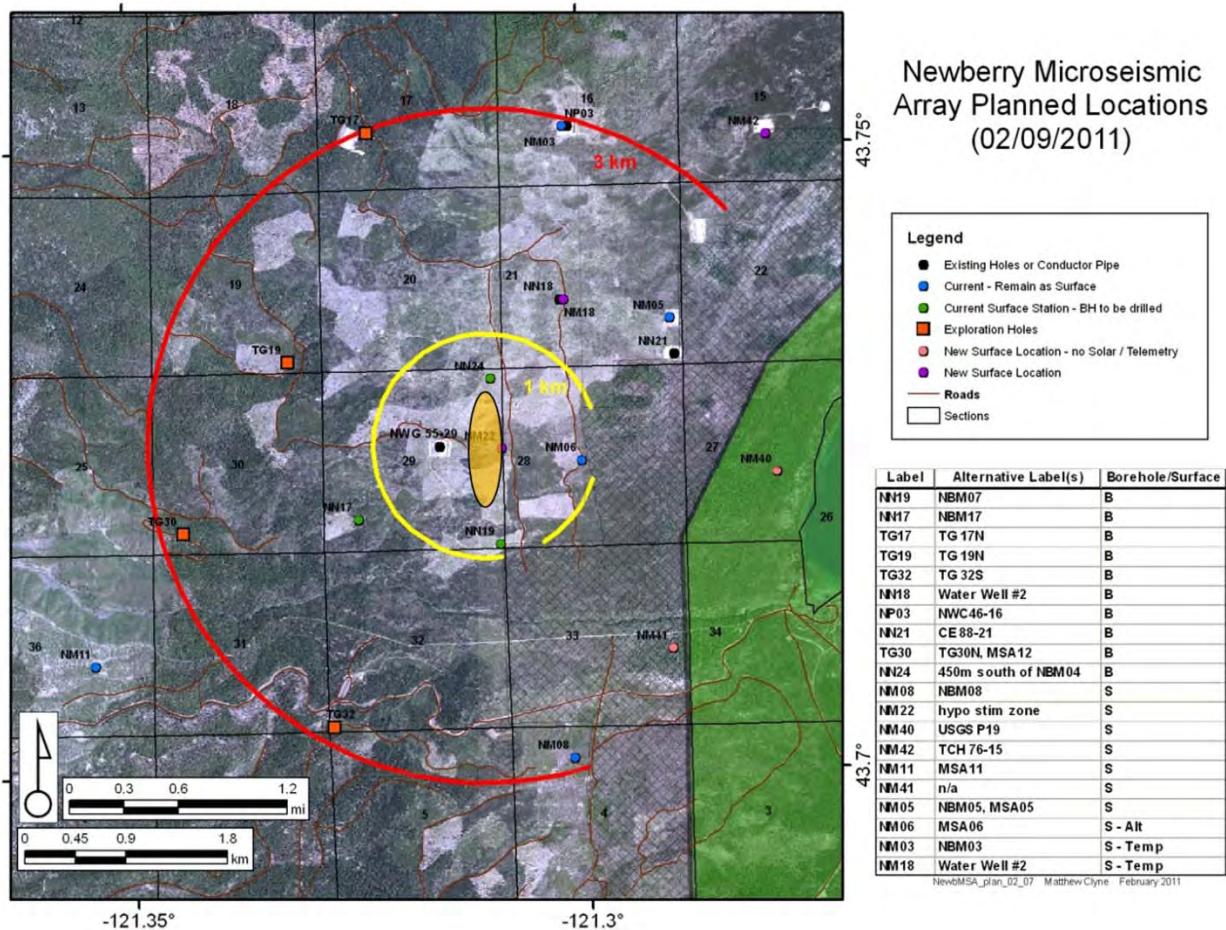 Newberry Microseismic
Array Planned Locations
(02/09/2011)
12
7
13
18
17
16
15
TG17
NP03
NM03
NM42
3 km
43.75°
24
19
20
21
22
NN18
NM18
NM05
NN21
TG19
NN24
1 km
NWG 55-29
NM22
NM06
25
30
29
28
27
NM40
26
TG30
NN17
NN19
36
31
32
33
34
NM11
NM41
TG32
NM08
43.7°
5
4
3
0 0.3 0.6 1.2
mi
0 0.45 0.9 1.8
km
-121.35°
-121.3°
Legend
Existing Holes or Conductor Pipe
Current - Remain as Surface
Current Surface Station - BH to be drilled
Exploration Holes
New Surface Location - no Solar / Telemetry
New Surface Location
Roads
Sections
Label Alternative Label(s) Borehole/Surface
NN19 NBM07 B
NN17 NBM17 B
TG17 TG 17N B
TG19 TG 19N B
TG32 TG 32S B
NN18 Water Well #2 B
NP03 NWC46-16 B
NN21 CE 88-21 B
TG30 TG30N, MSA12 B
NN24 450m south of NBM04 B
NM08 NBM08 S
NM22 hypo stim zone S
NM40 USGS P19 S
NM42 TCH 76-15 S
NM11 MSA11 S
NM41 n/a S
NM05 NBM05, MSA05 S
NM06 MSA06 S - Alt
NM03 NBM03 S - Temp
NM18 Water Well #2 S - Temp
NewbMSA_plan_02_07 Matthew Clyne February 2011